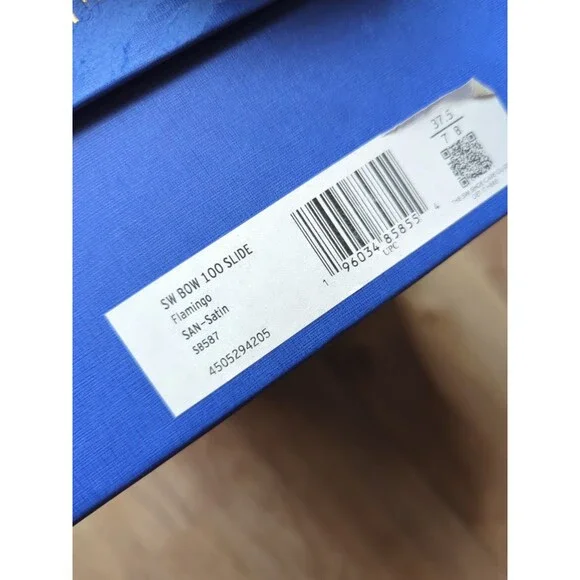 SW BOW 100 SLIDE
Flamingo
SAN-Satin
S8587
4505294205
1 96034 85855 4
UPC
37.5
7 B